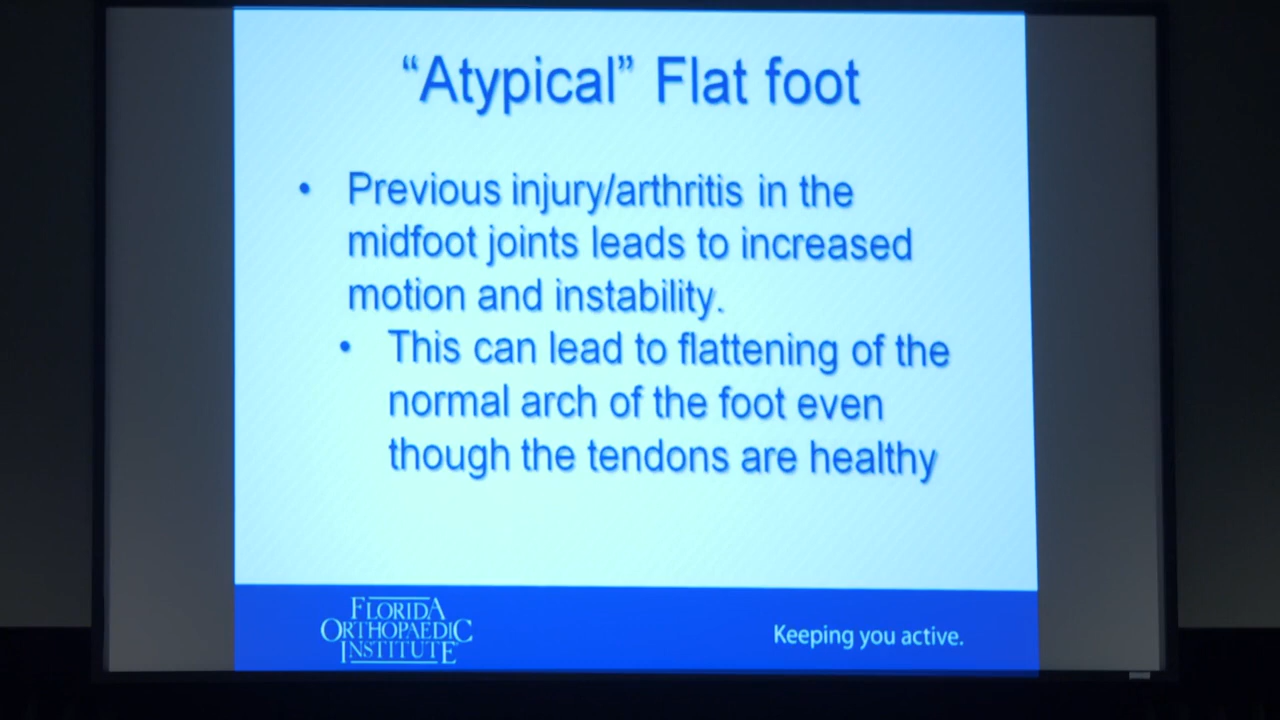 “Atypical” Flat foot
• Previous injury/arthritis in the
midfoot joints leads to increased
motion and instability.
• This can lead to flattening of the
normal arch of the foot even
though the tendons are healthy
FLORIDA
ORTHOPAEDIC
INSTITUTE
Keeping you active.